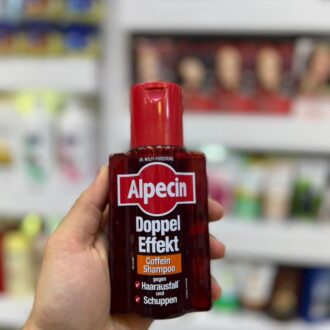 DR. WOLFF-FORSCHUNG
Alpecin
Doppel
Effekt
Coffein
Shampoo
gegen
Haarausfall
und
Schuppen